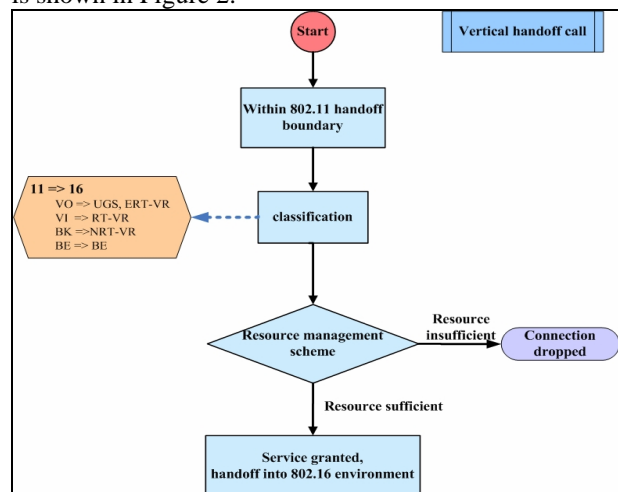 is shown in Figure 2.
Start
Vertical handoff call
Within 802.11 handoff
boundary
11 => 16
VO => UGS, ERT-VR
VI => RT-VR
BK =>NRT-VR
BE => BE
classification
Resource management
scheme
Resource
insufficient
Connection
dropped
Resource sufficient
Service granted,
handoff into 802.16 environment